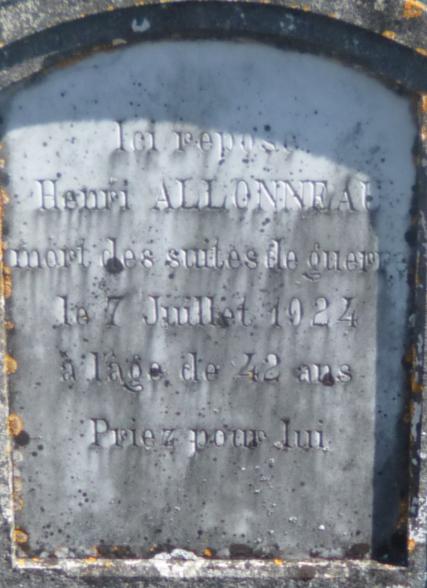 Ici repose
Henri ALLONNEAU
mort des suites de guerre
le 7 Juillet 1924
à l'âge de 42 ans
Priez pour lui